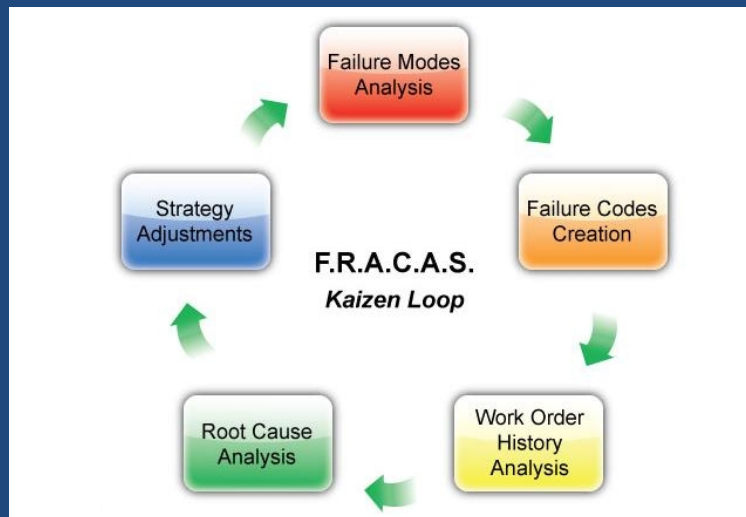 Failure Modes
Analysis
Failure Codes
Creation
Work Order
History
Analysis
Root Cause
Analysis
Strategy
Adjustments
F.R.A.C.A.S.
Kaizen Loop